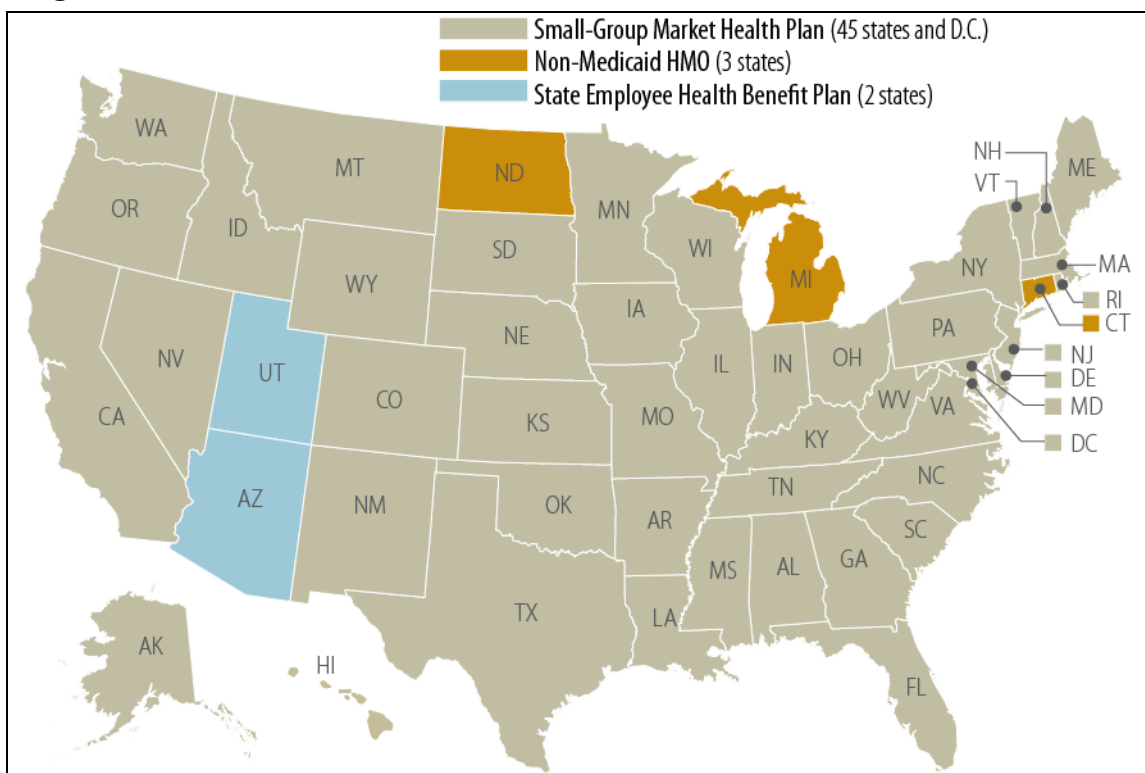 Small-Group Market Health Plan (45 states and D.C.)
Non-Medicaid HMO (3 states)
State Employee Health Benefit Plan (2 states)
WA
MT
ND
MN
NH
VT
ME
OR
ID
SD
WI
MI
NY
MA
RI
CT
WY
IA
NE
PA
NJ
DE
MD
DC
NV
UT
CO
IL
IN
OH
WV
VA
CA
KS
MO
KY
AZ
NM
OK
AR
TN
NC
SC
MS
AL
GA
TX
LA
AK
HI
FL